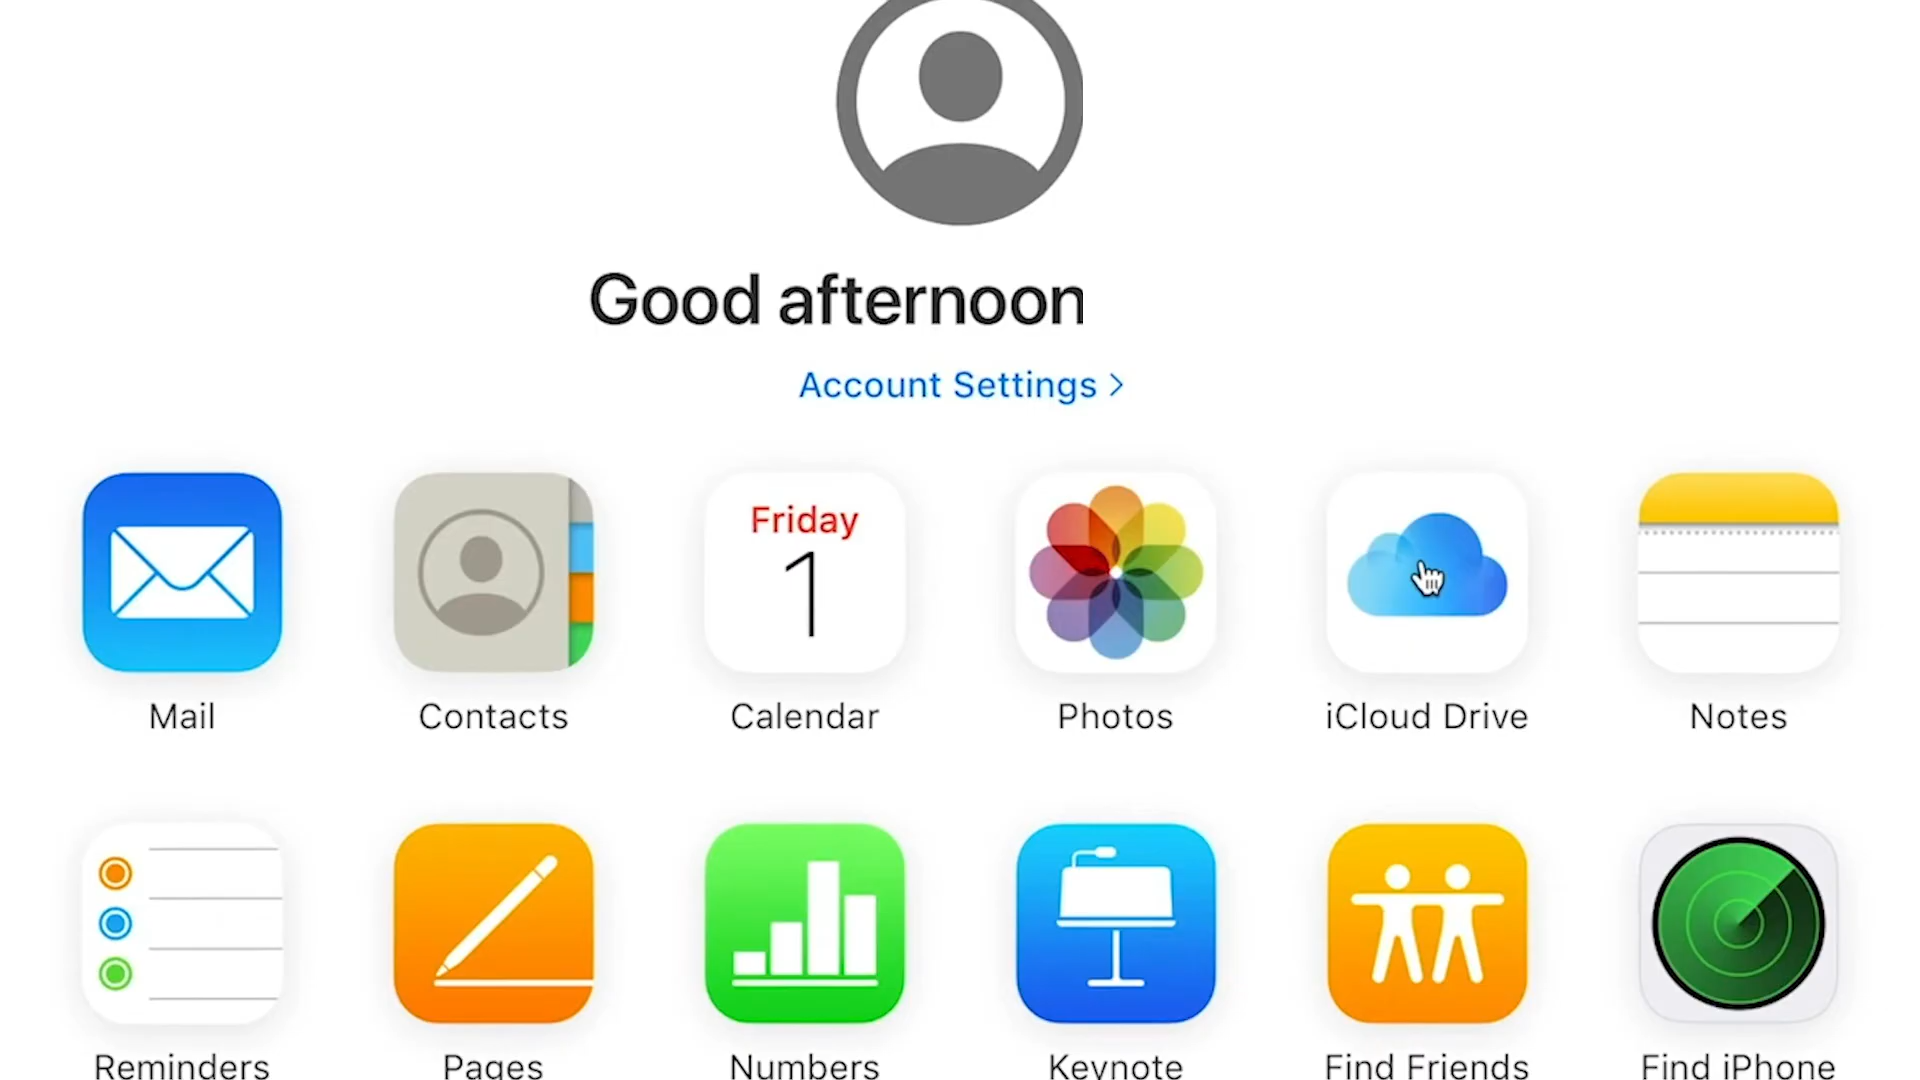 Good afternoon
Account Settings >
Friday
1
Mail
Contacts
Calendar
Photos
iCloud Drive
Notes
Reminders
Pages
Numbers
Keynote
Find Friends
Find iPhone